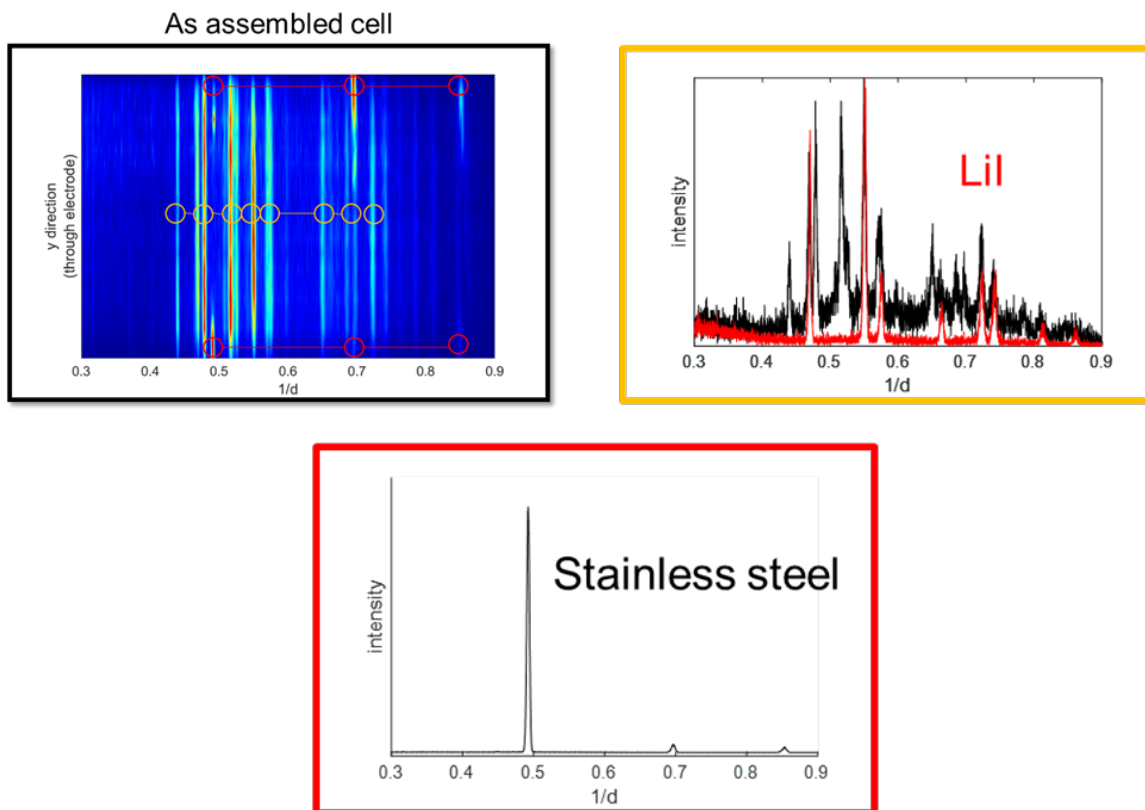 As assembled cell
y direction
(through electrode)
0.3 0.4 0.5 0.6 0.7 0.8 0.9
1/d
intensity
LiI
0.3 0.4 0.5 0.6 0.7 0.8 0.9
1/d
intensity
Stainless steel
0.3 0.4 0.5 0.6 0.7 0.8 0.9
1/d